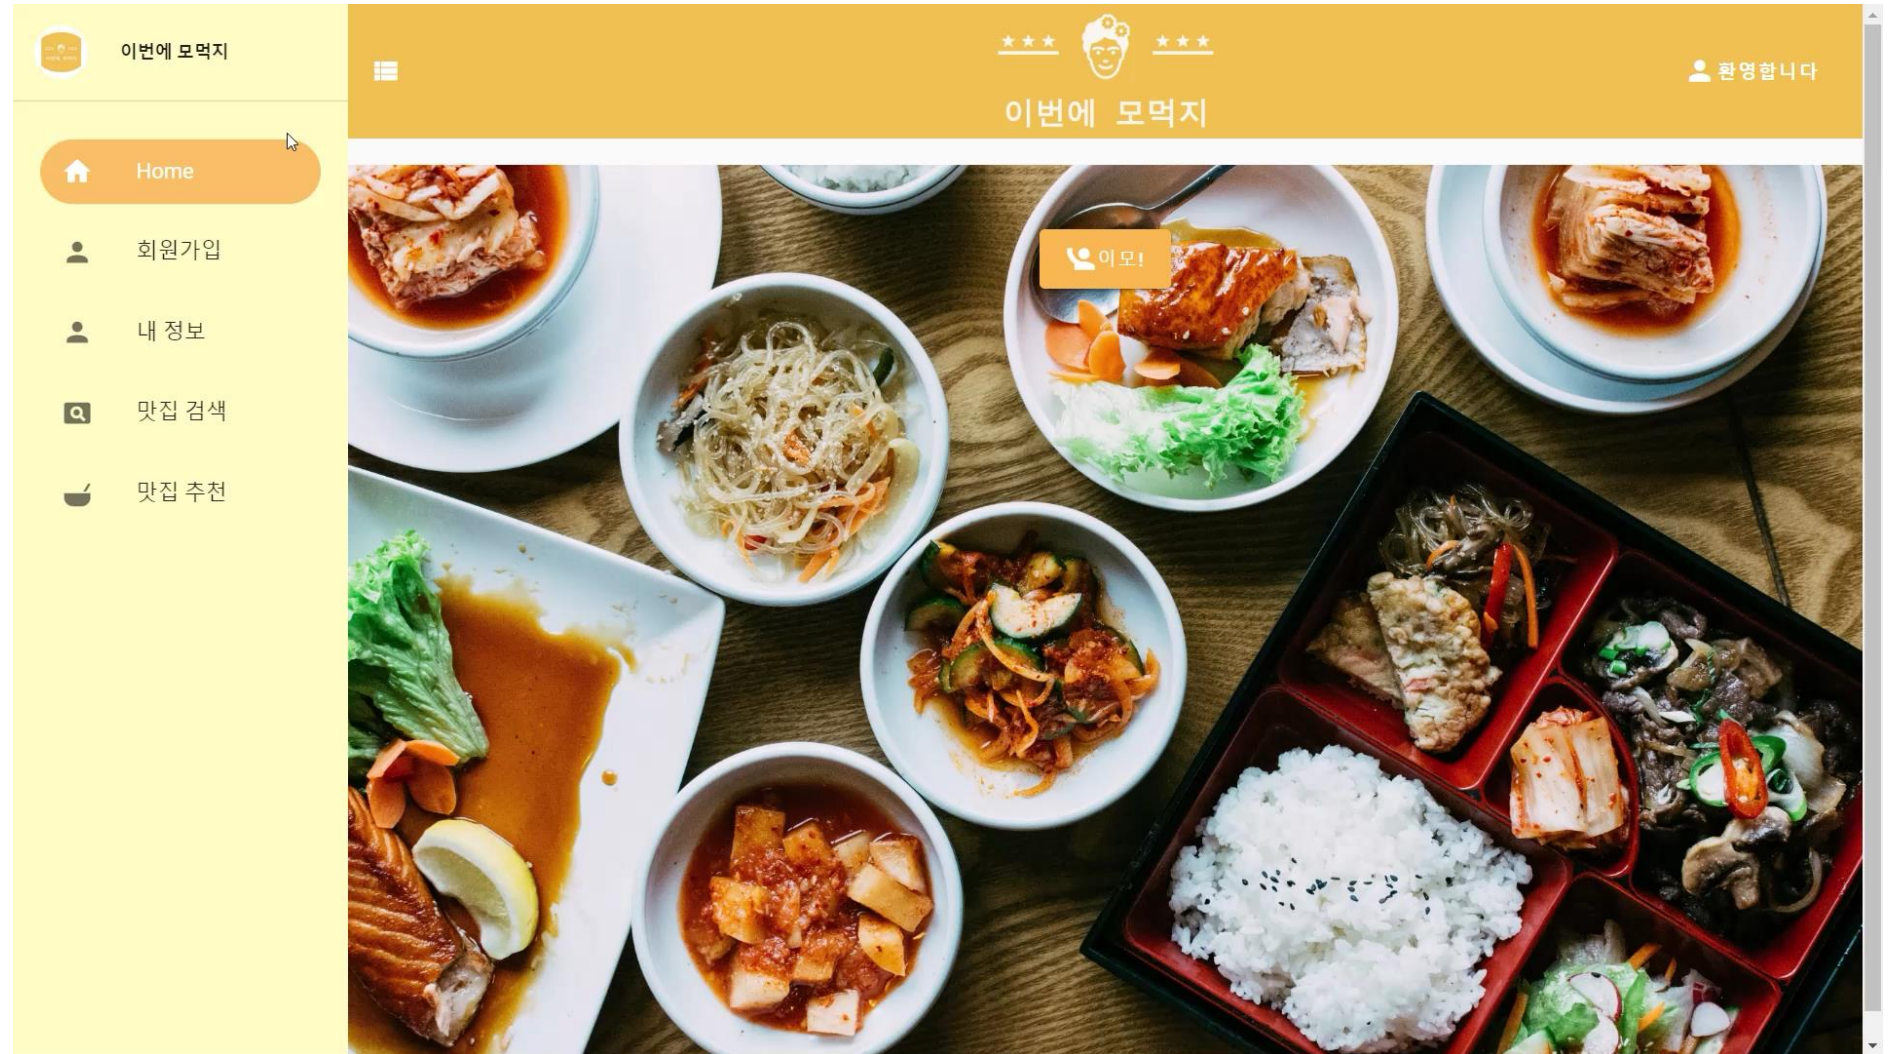 이번에 모먹지
Home
회원가입
내 정보
맛집 검색
맛집 추천
★★★ ★★★
이번에 모먹지
환영합니다
이모!